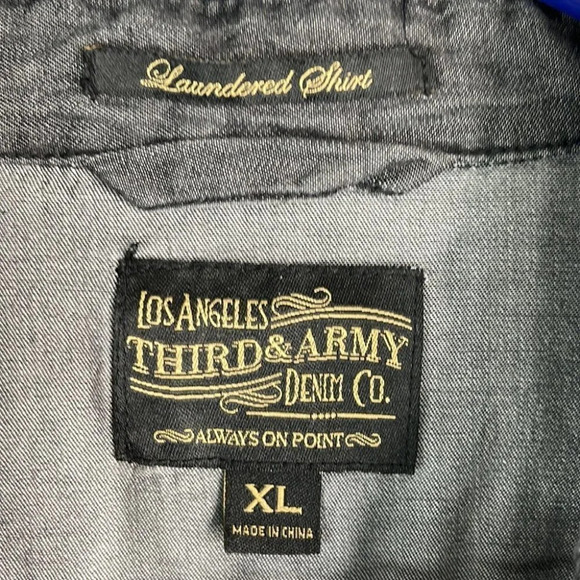 Laundered Shirt
LOS ANGELES
THIRD & ARMY
DENIM CO.
ALWAYS ON POINT
XL
MADE IN CHINA